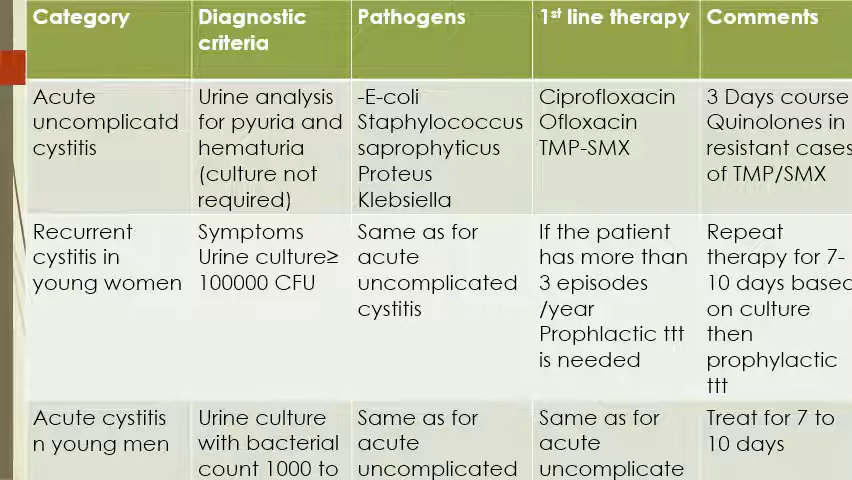 Category
Diagnostic
criteria
Pathogens
1st line therapy
Comments
Acute
uncomplicatd
cystitis
Urine analysis
for pyuria and
hematuria
(culture not
required)
-E-coli
Staphylococcus
saprophyticus
Proteus
Klebsiella
Ciprofloxacin
Ofloxacin
TMP-SMX
3 Days course
Quinolones in
resistant cases
of TMP/SMX
Recurrent
cystitis in
young women
Symptoms
Urine culture≥
100000 CFU
Same as for
acute
uncomplicated
cystitis
If the patient
has more than
3 episodes
/year
Prophlactic ttt
is needed
Repeat
therapy for 7-
10 days based
on culture
then
prophylactic
ttt
Acute cystitis
n young men
Urine culture
with bacterial
count 1000 to
Same as for
acute
uncomplicated
Same as for
acute
uncomplicate
Treat for 7 to
10 days